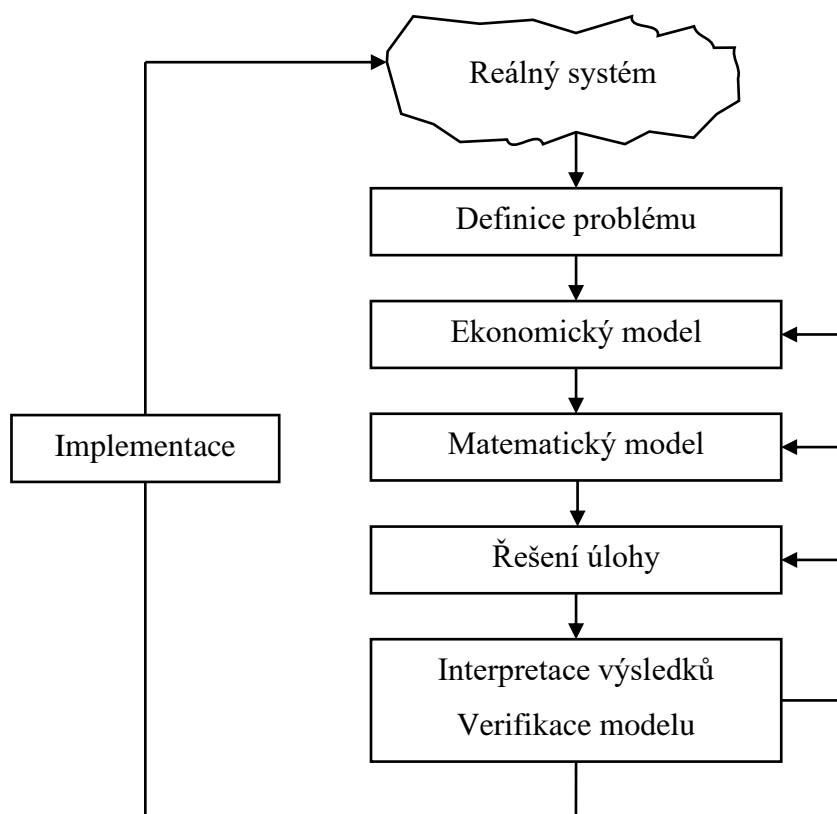 Reálný systém
Definice problému
Ekonomický model
Implementace
Matematický model
Řešení úlohy
Interpretace výsledků
Verifikace modelu